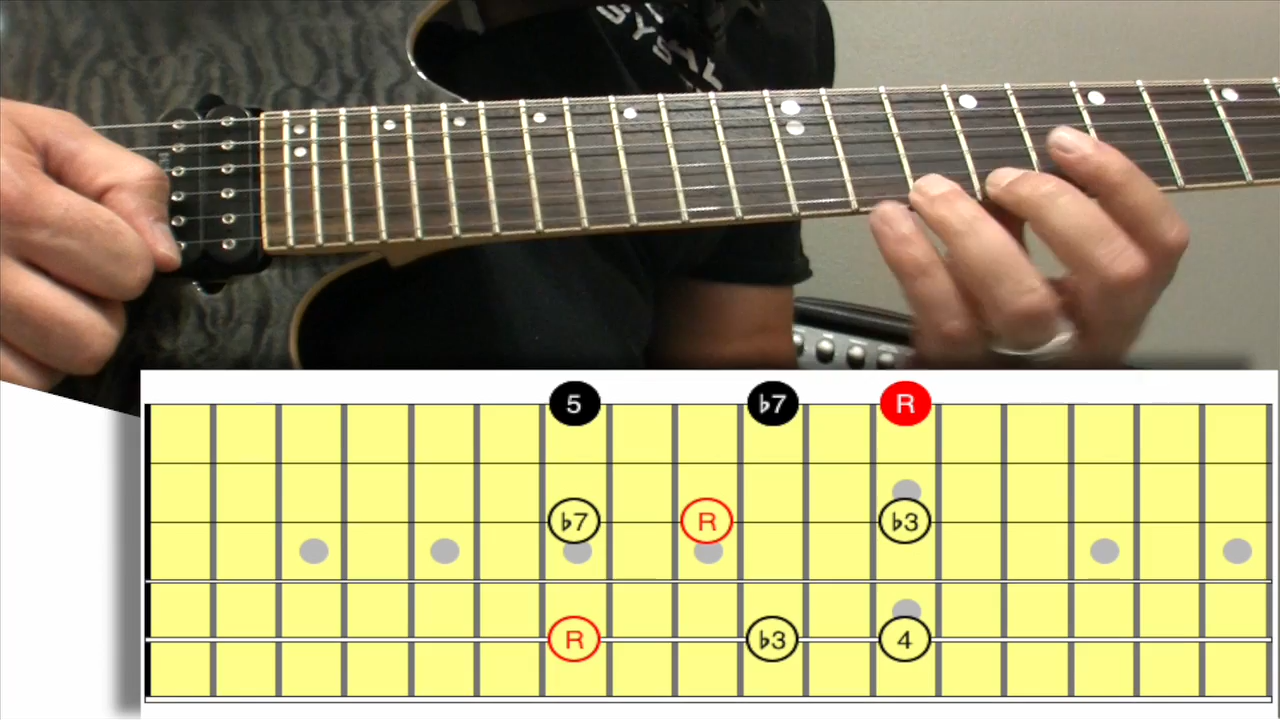 5 ♭7 R
♭7 R ♭3
R ♭3 4